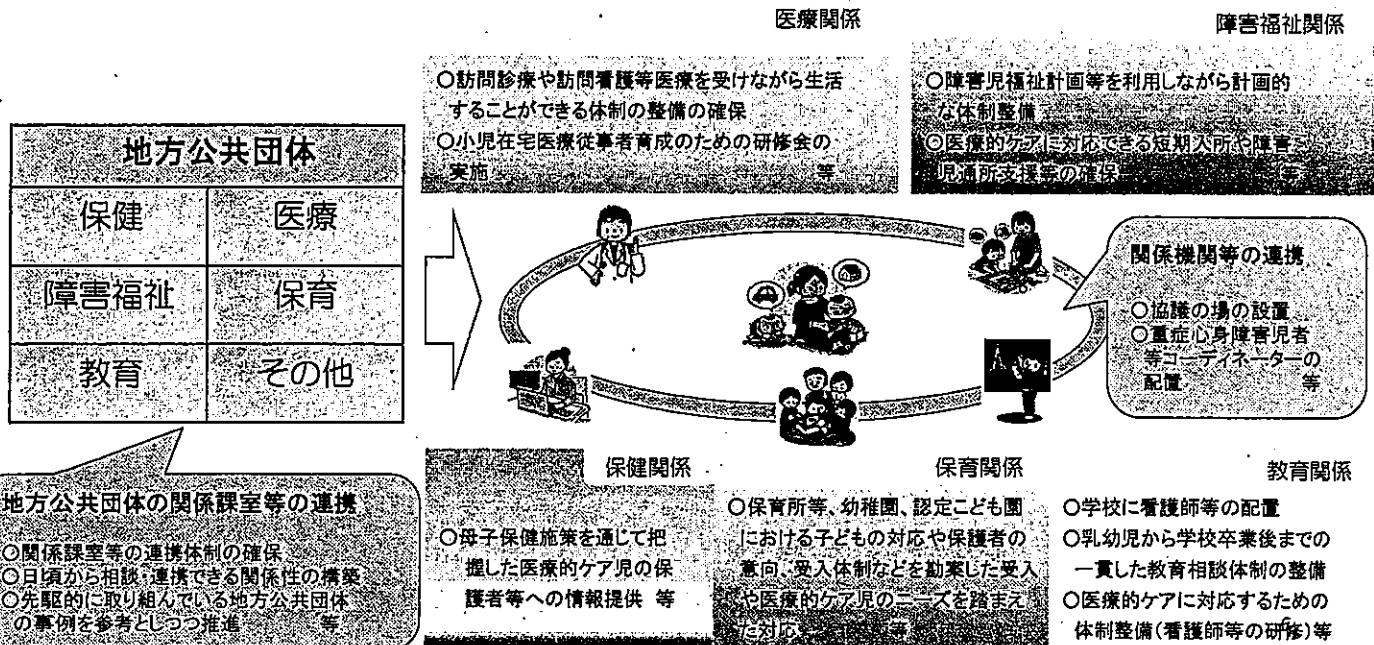 医療関係
○訪問診療や訪問看護等医療を受けながら生活
することができる体制の整備の確保
○小児在宅医療従事者育成のための研修会の
実施 等
障害福祉関係
○障害児福祉計画等を利用しながら計画的
な体制整備
○医療的ケアに対応できる短期入所や障害
児通所支援等の確保 等
地方公共団体
保健
医療
障害福祉
保育
教育
その他
関係機関等の連携
○協議の場の設置
○重症心身障害児者
等コーディネーターの
配置 等
地方公共団体の関係課室等の連携
○関係課室等の連携体制の確保
○日頃から相談・連携できる関係性の構築
○先駆的に取り組んでいる地方公共団体
の事例を参考としつつ推進 等
保健関係
○母子保健施策を通じて把
握した医療的ケア児の保
護者等への情報提供 等
保育関係
○保育所等、幼稚園、認定こども園
における子どもの対応や保護者の
意向、受入体制などを勘案した受入
や医療的ケア児のニーズを踏まえ
た対応 等
教育関係
○学校に看護師等の配置
○乳幼児から学校卒業後までの
一貫した教育相談体制の整備
○医療的ケアに対応するための
体制整備(看護師等の研修)等